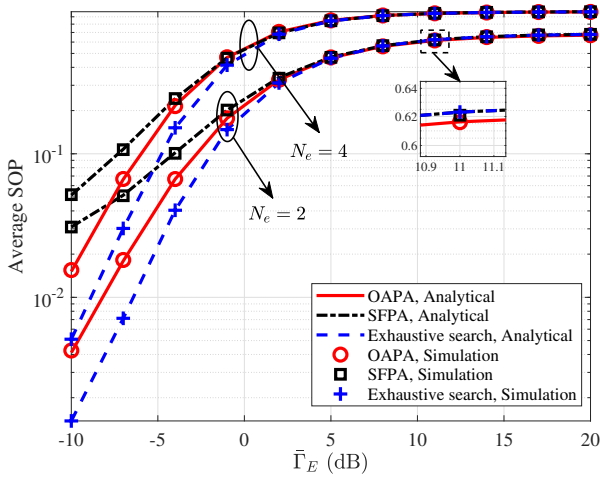 Average SOP
10^{-1}
10^{-2}
N_e = 4
N_e = 2
0.64
0.62
0.6
10.9 11 11.1
OAPA, Analytical
SFPA, Analytical
Exhaustive search, Analytical
OAPA, Simulation
SFPA, Simulation
Exhaustive search, Simulation
-10 -5 0 5 10 15 20
Γ̄_E (dB)